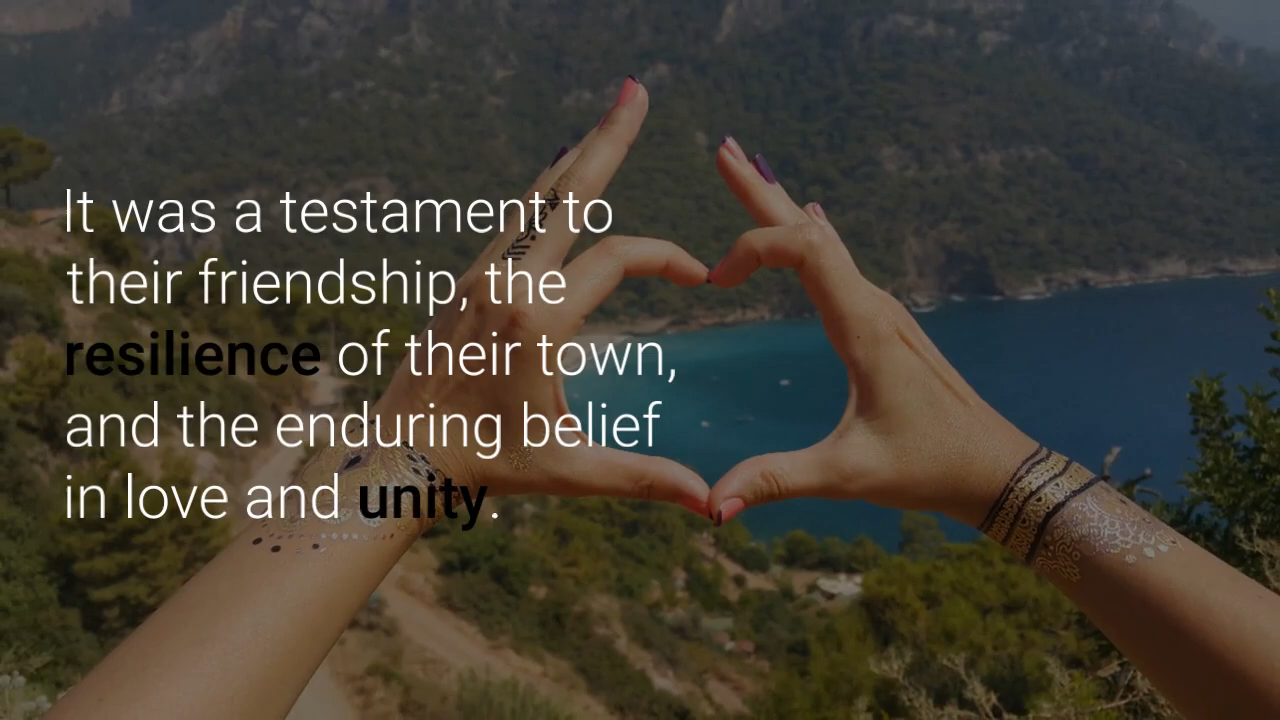 It was a testament to
their friendship, the
resilience of their town,
and the enduring belief
in love and unity.